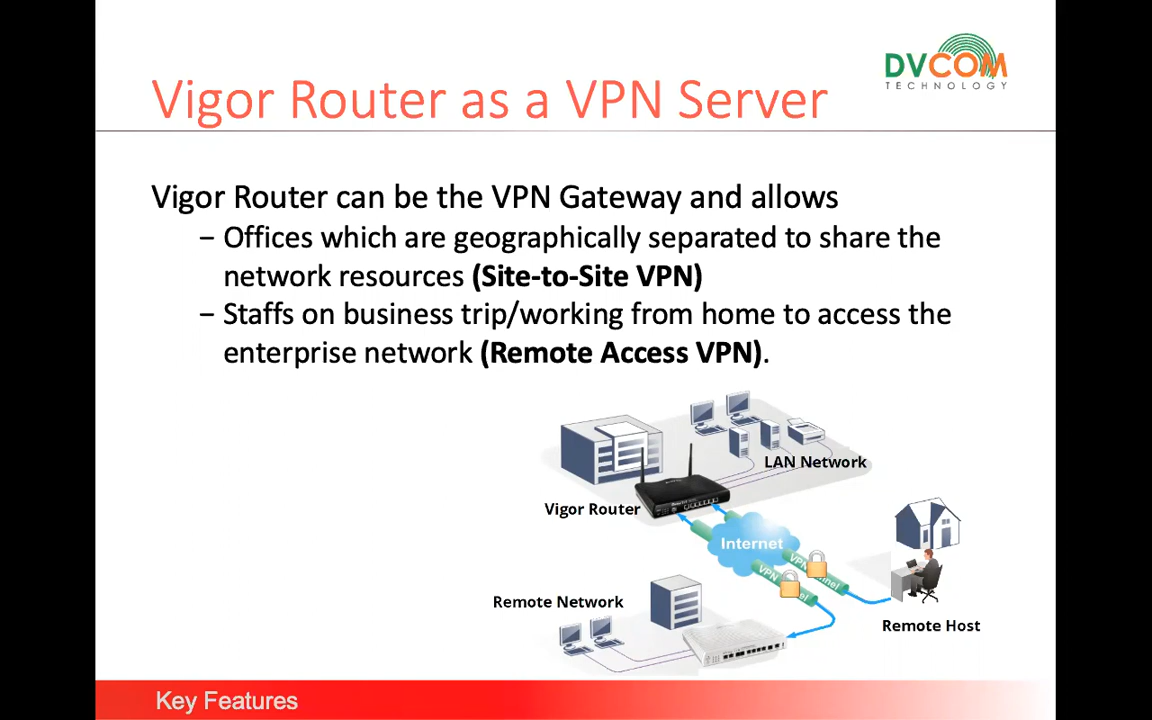 DVCOM
TECHNOLOGY
Vigor Router as a VPN Server
Vigor Router can be the VPN Gateway and allows
– Offices which are geographically separated to share the
network resources (Site-to-Site VPN)
– Staffs on business trip/working from home to access the
enterprise network (Remote Access VPN).
LAN Network
Vigor Router
Internet
VPN
VPN
Remote Network
Remote Host
Key Features